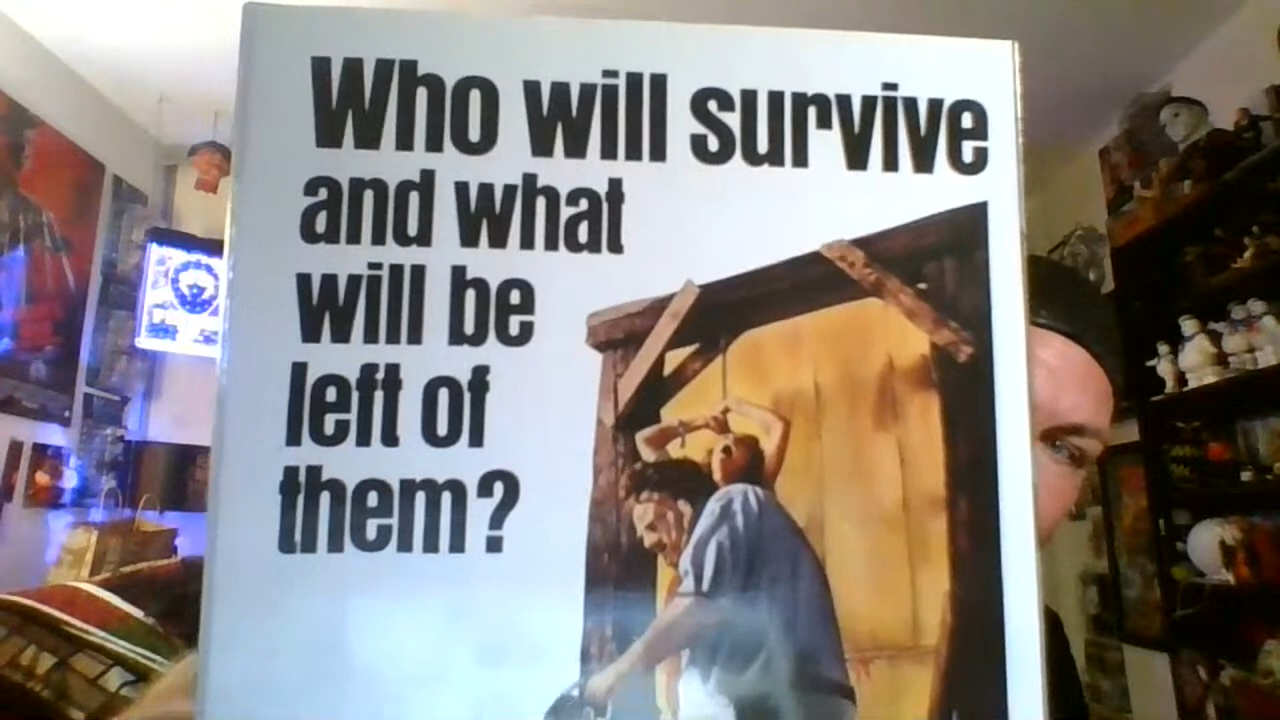 Who will survive
and what
will be
left of
them?